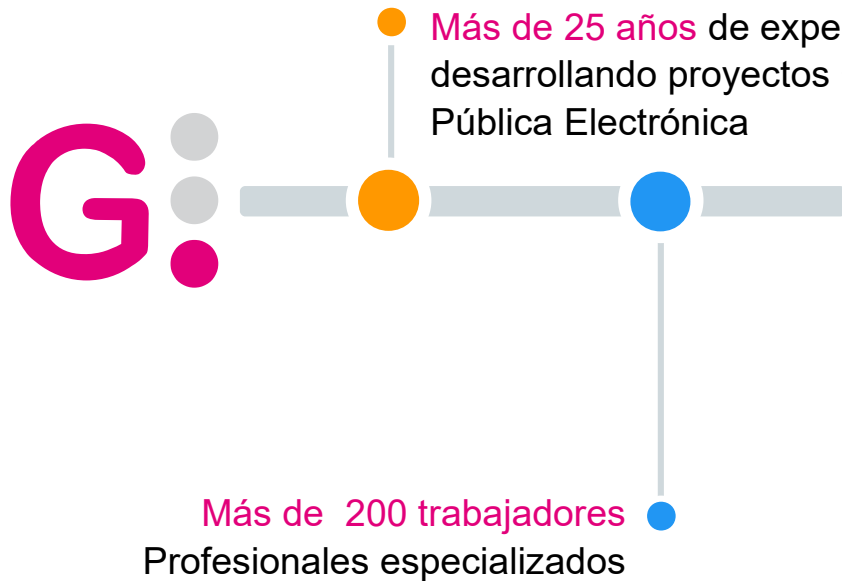 Más de 25 años de expe
desarrollando proyectos
Pública Electrónica
G
Más de  200 trabajadores
Profesionales especializados